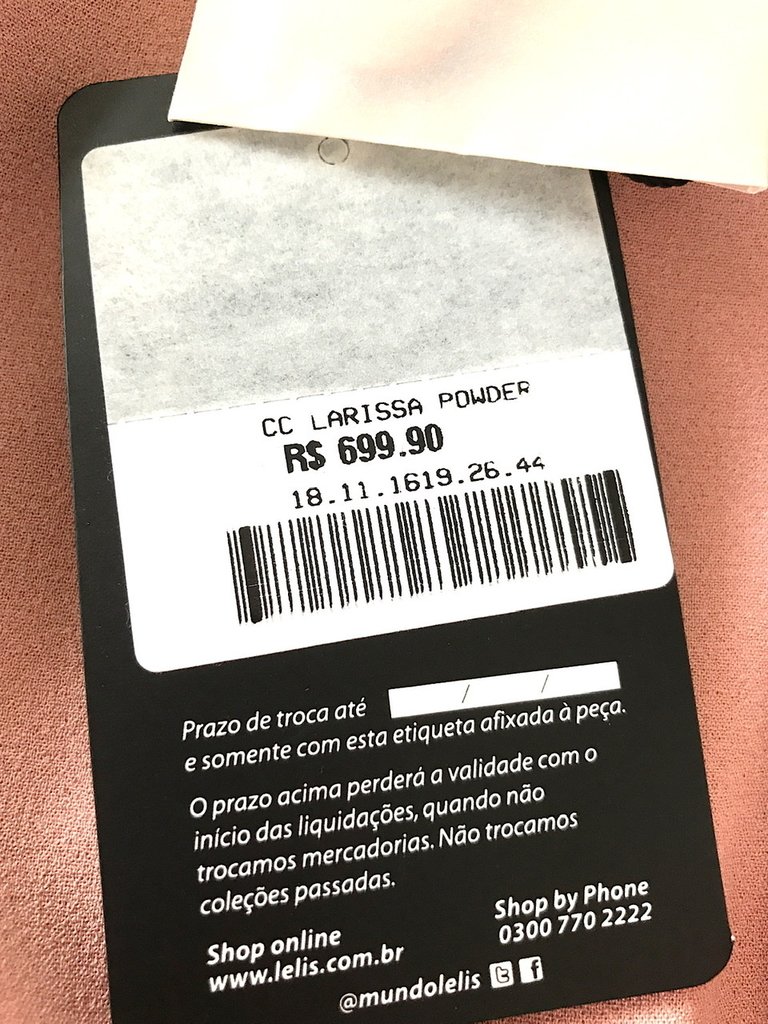 CC LARISSA POWDER
R$ 699.90
18.11.1619.26.44
Prazo de troca até / /
e somente com esta etiqueta afixada à peça.
O prazo acima perderá a validade com o
início das liquidações, quando não
trocamos mercadorias. Não trocamos
coleções passadas.
Shop online
www.lelis.com.br
Shop by Phone
0300 770 2222
@mundolelis